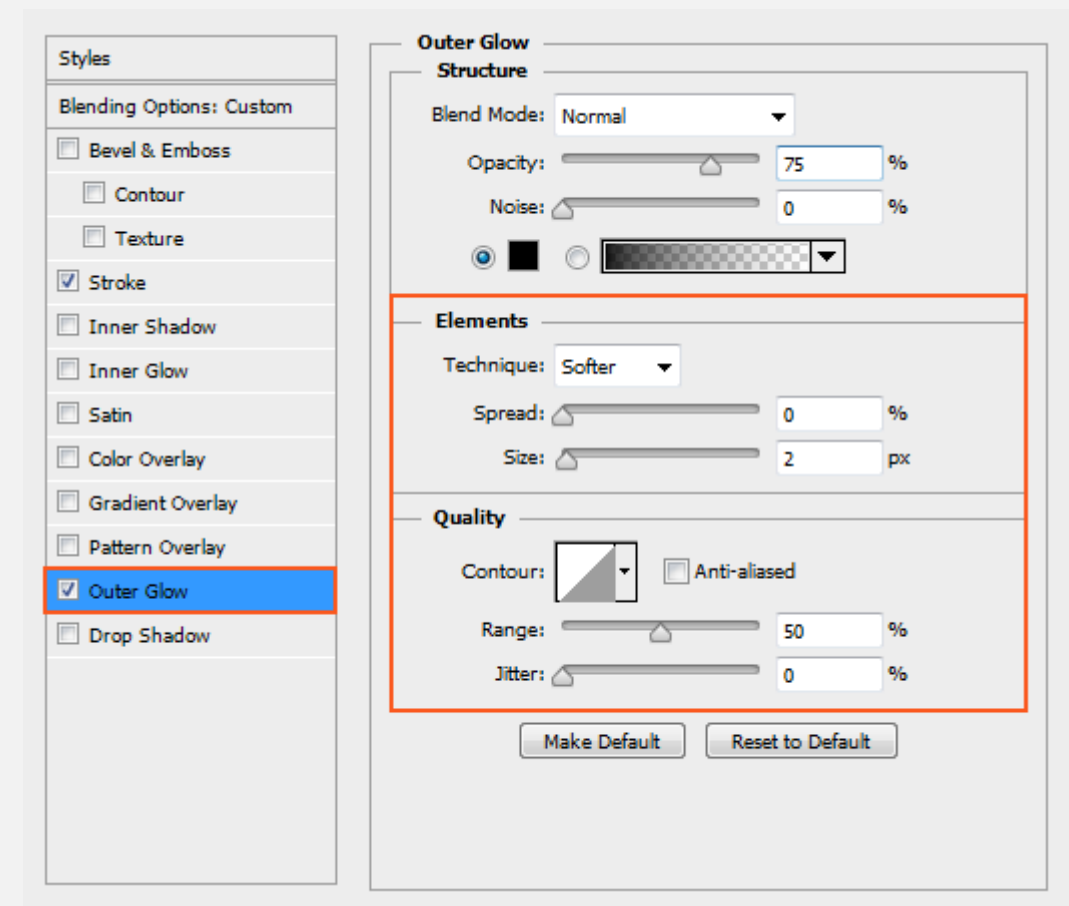 Styles
Blending Options: Custom
Bevel & Emboss
Contour
Texture
Stroke
Inner Shadow
Inner Glow
Satin
Color Overlay
Gradient Overlay
Pattern Overlay
Outer Glow
Drop Shadow
Outer Glow
Structure
Blend Mode: Normal
Opacity: 75 %
Noise: 0 %
Elements
Technique: Softer
Spread: 0 %
Size: 2 px
Quality
Contour: Anti-aliased
Range: 50 %
Jitter: 0 %
Make Default Reset to Default